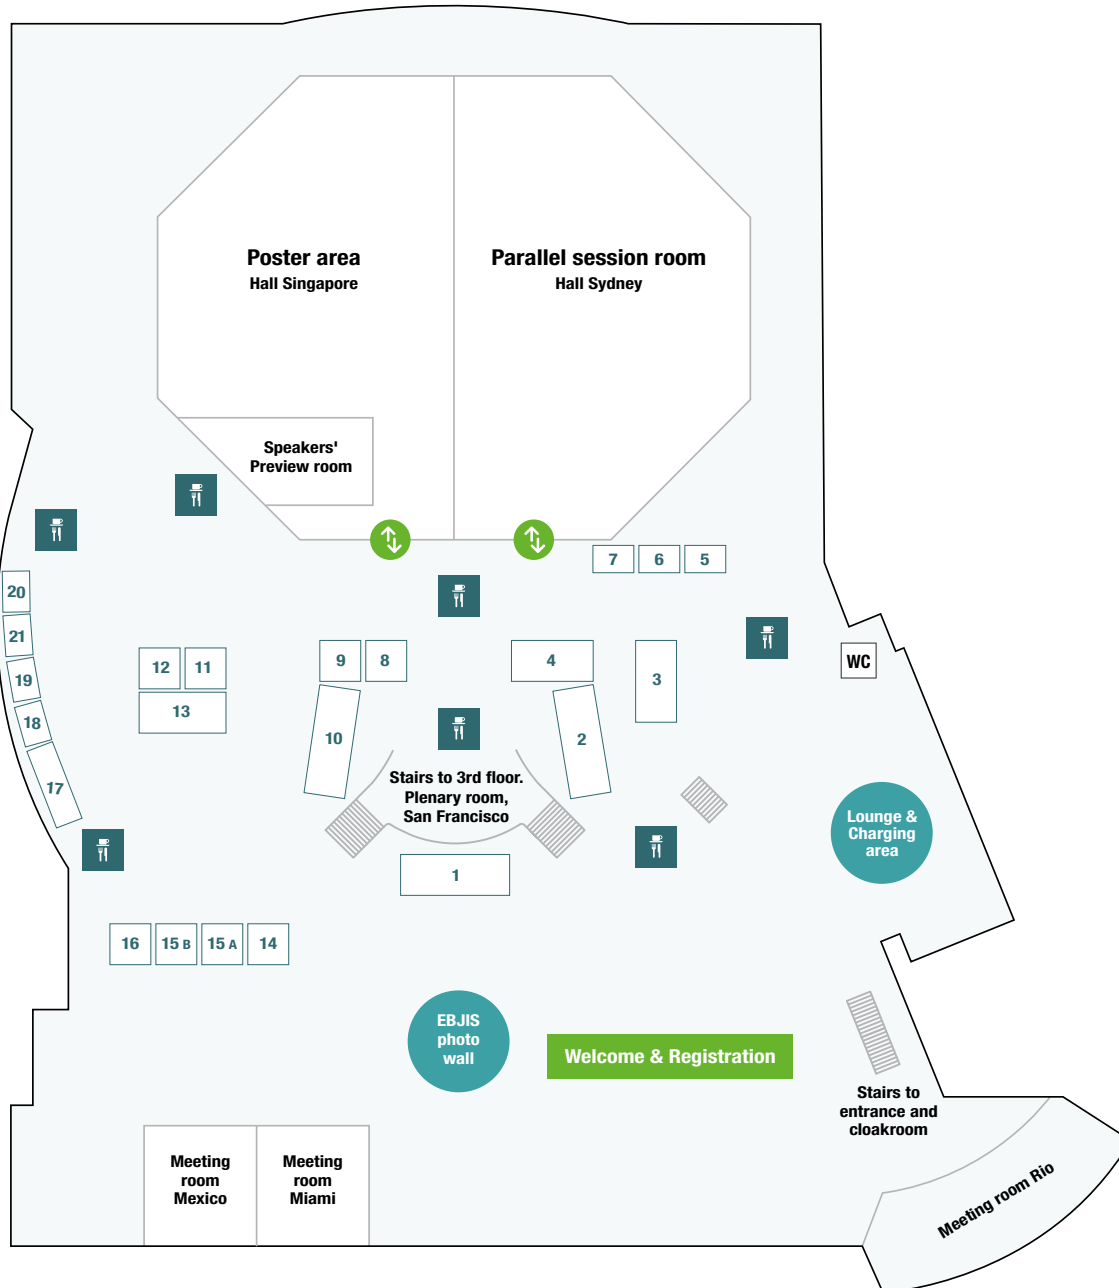 Poster area
Hall Singapore
Parallel session room
Hall Sydney
Speakers'
Preview room
7
6
5
20
21
19
18
17
12
11
13
9
8
10
4
3
2
WC
Stairs to 3rd floor.
Plenary room,
San Francisco
Lounge &
Charging
area
1
16
15 B
15 A
14
EBJIS
photo
wall
Welcome & Registration
Stairs to
entrance and
cloakroom
Meeting
room
Mexico
Meeting
room
Miami
Meeting room Rio